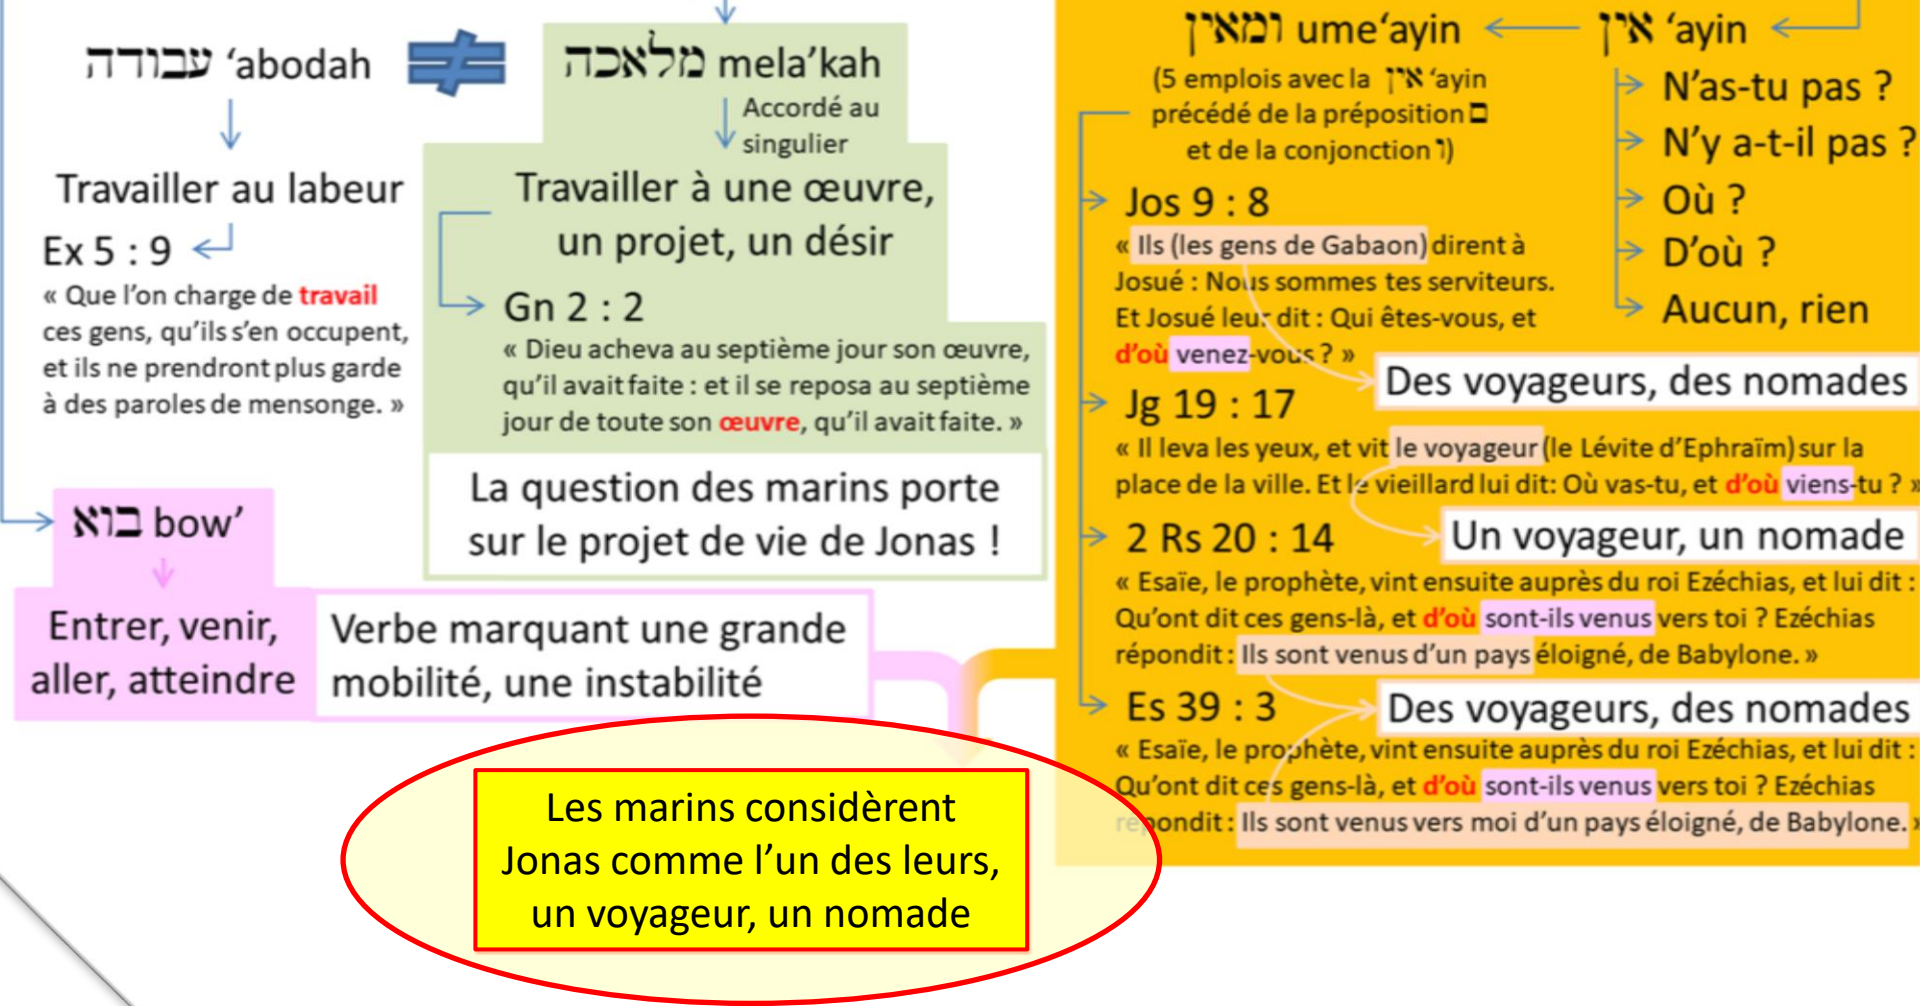 עבודה ‘abodah
≠
מלאכה mela’kah
Accordé au
singulier
Travailler au labeur
Ex 5 : 9
« Que l’on charge de travail
ces gens, qu’ils s’en occupent,
et ils ne prendront plus garde
à des paroles de mensonge. »
Travailler à une œuvre,
un projet, un désir
Gn 2 : 2
« Dieu acheva au septième jour son œuvre,
qu’il avait faite : et il se reposa au septième
jour de toute son œuvre, qu’il avait faite. »
La question des marins porte
sur le projet de vie de Jonas !
בוא bow’
Entrer, venir,
aller, atteindre
Verbe marquant une grande
mobilité, une instabilité
ומאין ume‘ayin
אין ‘ayin
(5 emplois avec la אין ‘ayin
précédé de la préposition מ
et de la conjonction ו)
N’as-tu pas ?
N’y a-t-il pas ?
Où ?
D’où ?
Aucun, rien
Jos 9 : 8
« Ils (les gens de Gabaon) dirent à
Josué : Nous sommes tes serviteurs.
Et Josué leur dit : Qui êtes-vous, et
d’où venez-vous ? »
Des voyageurs, des nomades
Jg 19 : 17
« Il leva les yeux, et vit le voyageur (le Lévite d’Ephraïm) sur la
place de la ville. Et le vieillard lui dit: Où vas-tu, et d’où viens-tu ? »
Un voyageur, un nomade
2 Rs 20 : 14
« Esaïe, le prophète, vint ensuite auprès du roi Ezéchias, et lui dit :
Qu’ont dit ces gens-là, et d’où sont-ils venus vers toi ? Ezéchias
répondit : Ils sont venus d’un pays éloigné, de Babylone. »
Des voyageurs, des nomades
Es 39 : 3
« Esaïe, le prophète, vint ensuite auprès du roi Ezéchias, et lui dit :
Qu’ont dit ces gens-là, et d’où sont-ils venus vers toi ? Ezéchias
répondit : Ils sont venus vers moi d’un pays éloigné, de Babylone. »
Les marins considèrent
Jonas comme l’un des leurs,
un voyageur, un nomade